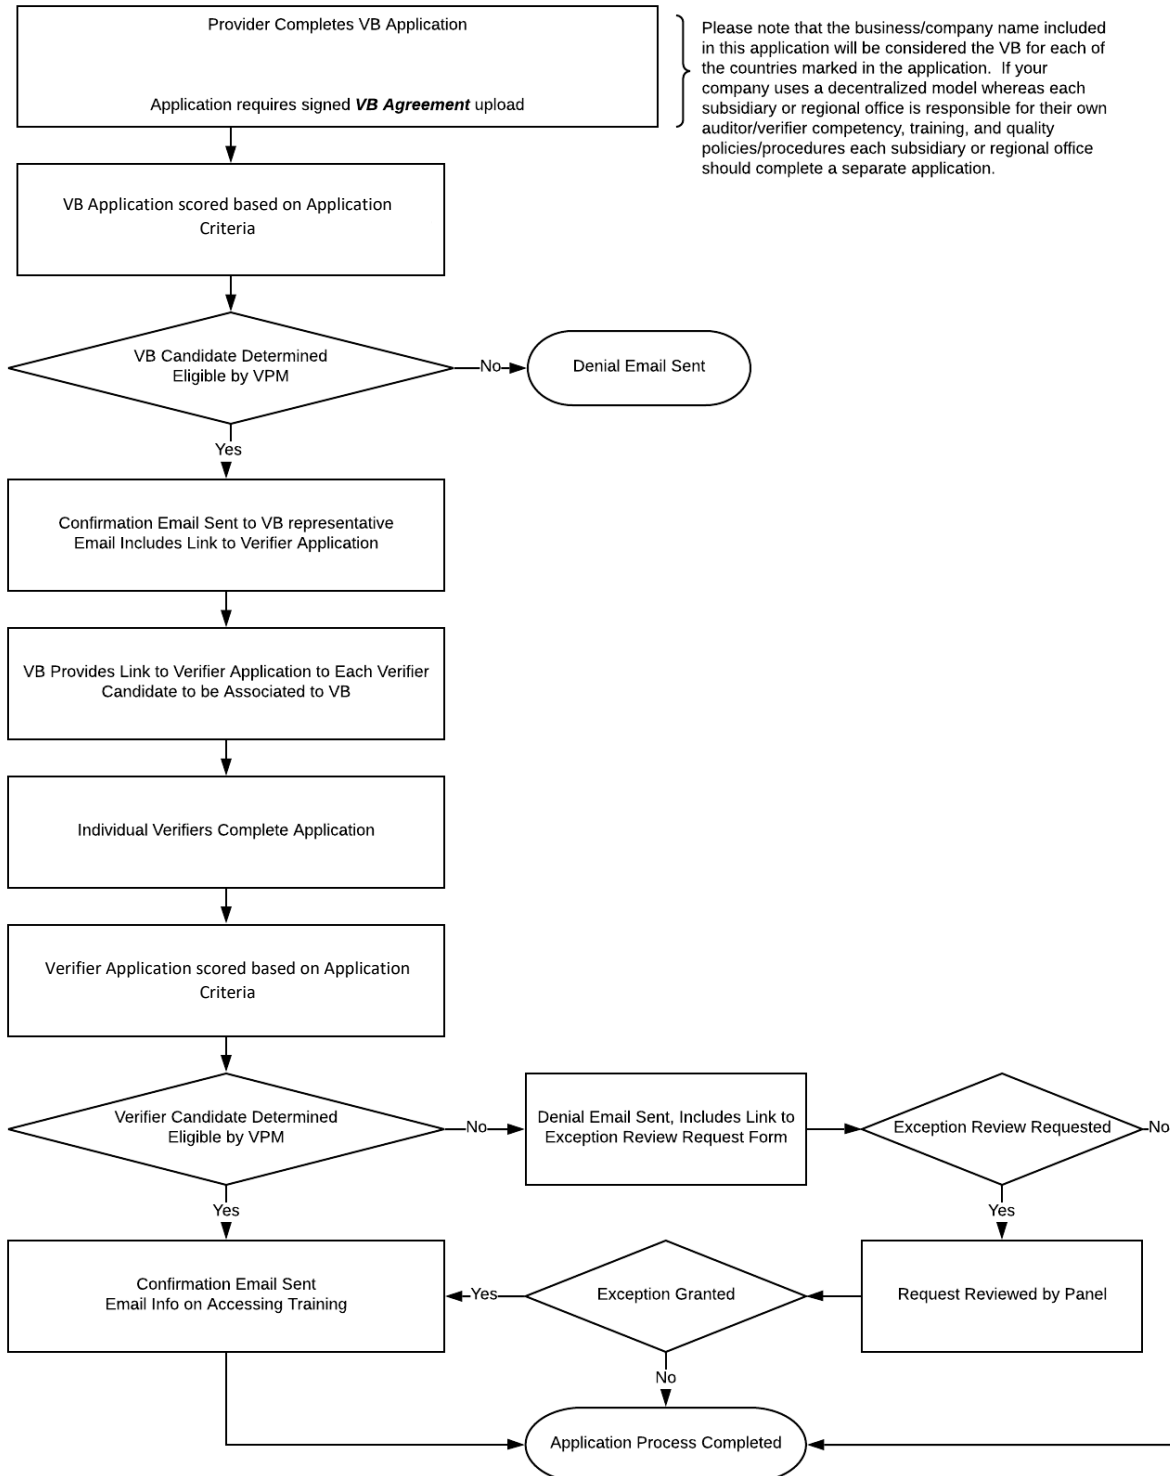 Provider Completes VB Application
Application requires signed VB Agreement upload
Please note that the business/company name included
in this application will be considered the VB for each of
the countries marked in the application.  If your
company uses a decentralized model whereas each
subsidiary or regional office is responsible for their own
auditor/verifier competency, training, and quality
policies/procedures each subsidiary or regional office
should complete a separate application.
VB Application scored based on Application
Criteria
VB Candidate Determined
Eligible by VPM
No
Denial Email Sent
Yes
Confirmation Email Sent to VB representative
Email Includes Link to Verifier Application
VB Provides Link to Verifier Application to Each Verifier
Candidate to be Associated to VB
Individual Verifiers Complete Application
Verifier Application scored based on Application
Criteria
Verifier Candidate Determined
Eligible by VPM
No
Denial Email Sent, Includes Link to
Exception Review Request Form
Exception Review Requested
No
Yes
Yes
Confirmation Email Sent
Email Info on Accessing Training
Yes
Exception Granted
Request Reviewed by Panel
No
Application Process Completed